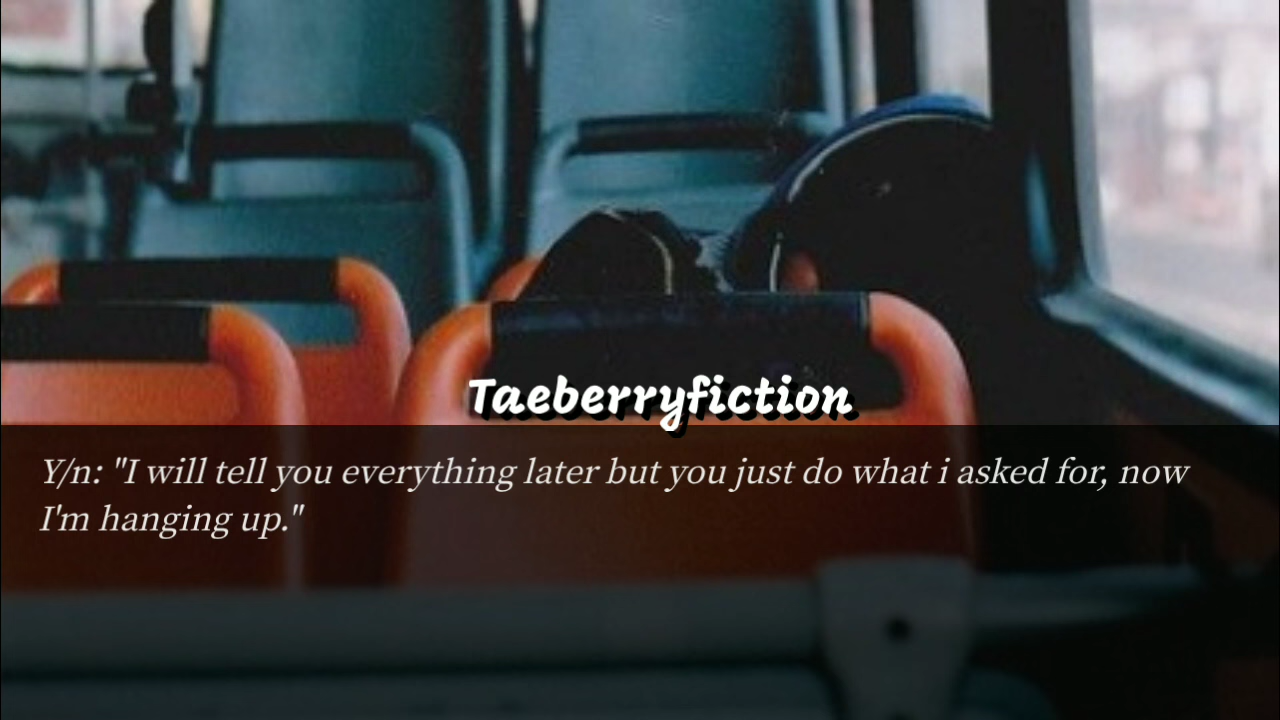 Taeberryfiction
Y/n: "I will tell you everything later but you just do what i asked for, now
I'm hanging up."